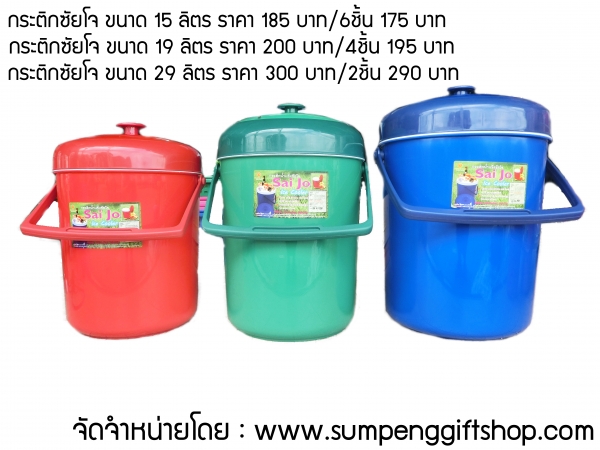 กระติกซัยโจ ขนาด 15 ลิตร ราคา 185 บาท/6ชิ้น 175 บาท
กระติกซัยโจ ขนาด 19 ลิตร ราคา 200 บาท/4ชิ้น 195 บาท
กระติกซัยโจ ขนาด 29 ลิตร ราคา 300 บาท/2ชิ้น 290 บาท
Sai Jo
Ice Cooler
Sai Jo
Ice Cooler
Sai Jo
Ice Cooler
จัดจำหน่ายโดย : www.sumpenggiftshop.com